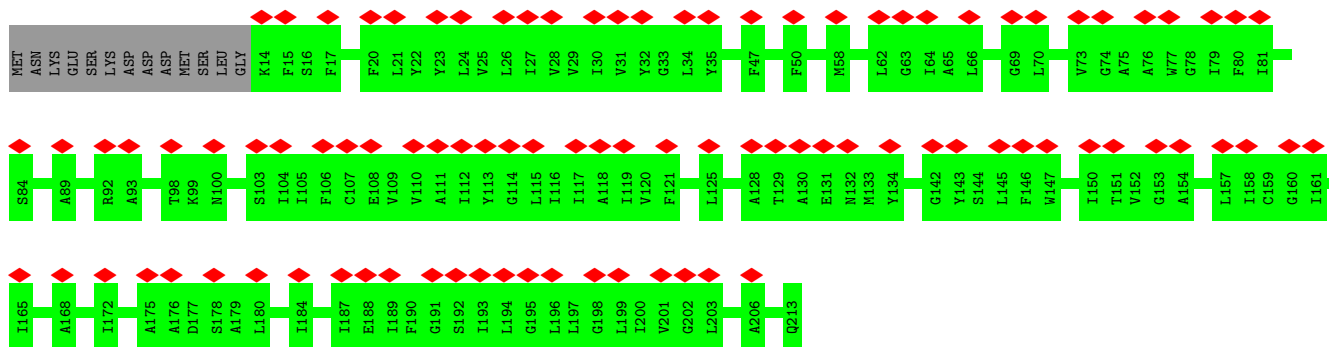 MET ASN LYS GLU SER LYS ASP ASP ASP MET SER LEU GLY K14 F15 S16 F17 F20 L21 Y22 Y23 L24 V25 L26 I27 V28 V29 I30 V31 Y32 G33 L34 Y35 F47 F50 M58 L62 G63 I64 A65 L66 G69 L70 V73 G74 A75 A76 W77 G78 I79 F80 I81
S84 A89 R92 A93 T98 K99 N100 S103 I104 I105 F106 C107 E108 V109 V110 A111 I112 Y113 G114 L115 I116 I117 A118 I119 V120 F121 L125 A128 T129 A130 E131 N132 M133 Y134 G142 Y143 S144 L145 F146 W147 I150 T151 V152 G153 A154 L157 I158 C159 G160 I161
I165 A168 I172 A175 A176 D177 S178 A179 L180 I184 I187 E188 I189 F190 G191 S192 I193 L194 G195 L196 L197 G198 L199 I200 V201 G202 L203 A206 Q213